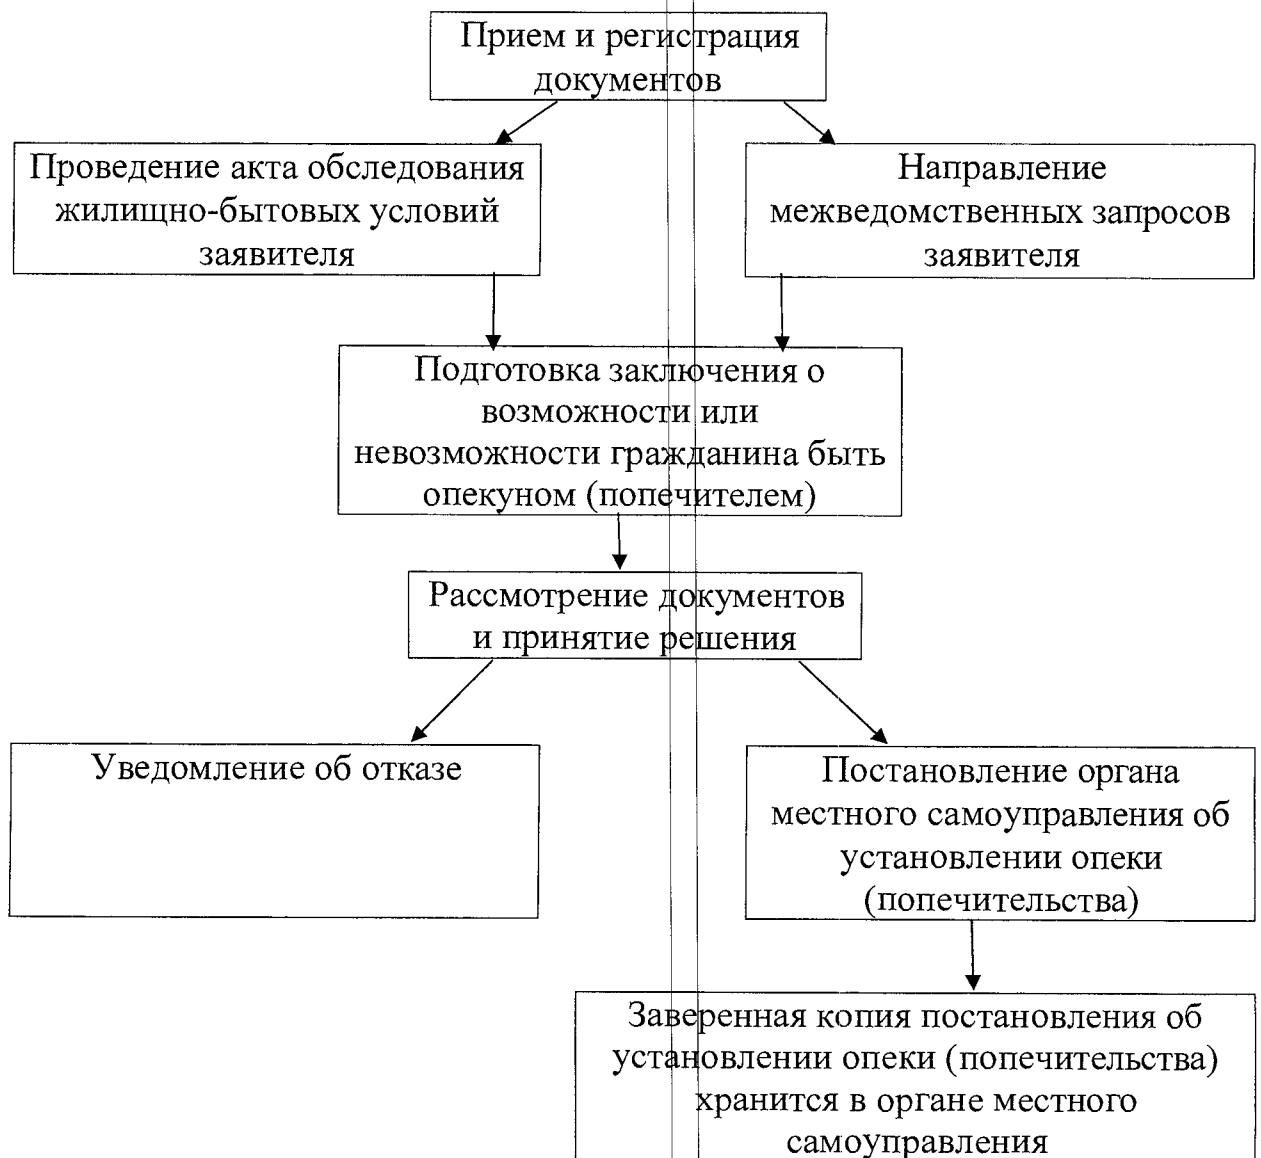 Прием и регистрация
документов
Проведение акта обследования
жилищно-бытовых условий
заявителя
Направление
межведомственных запросов
заявителя
Подготовка заключения о
возможности или
невозможности гражданина быть
опекуном (попечителем)
Рассмотрение документов
и принятие решения
Уведомление об отказе
Постановление органа
местного самоуправления об
установлении опеки
(попечительства)
Заверенная копия постановления об
установлении опеки (попечительства)
хранится в органе местного
самоуправления